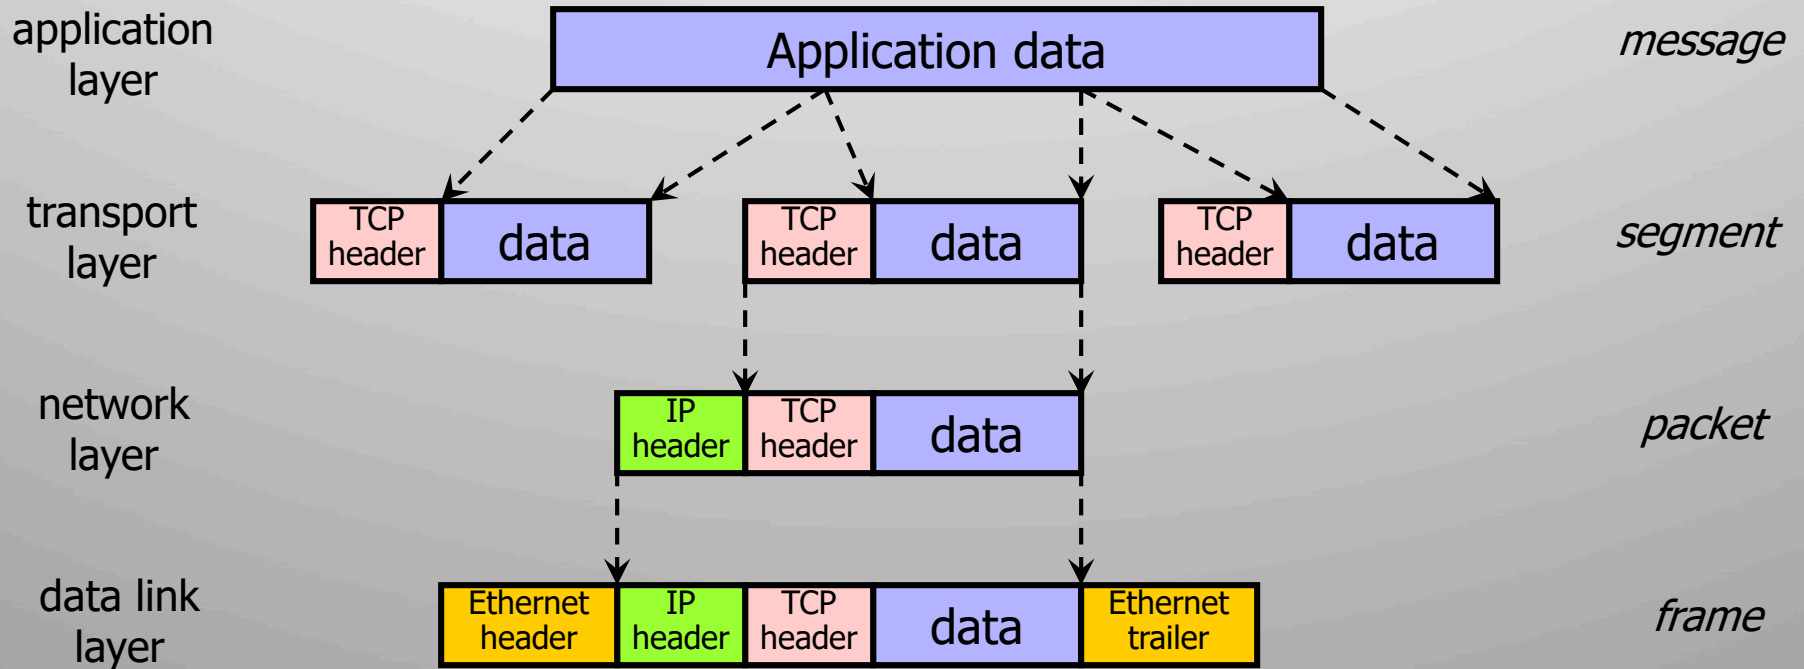 application
layer
Application data
message
transport
layer
TCP
header
data
TCP
header
data
TCP
header
data
segment
network
layer
IP
header
TCP
header
data
packet
data link
layer
Ethernet
header
IP
header
TCP
header
data
Ethernet
trailer
frame